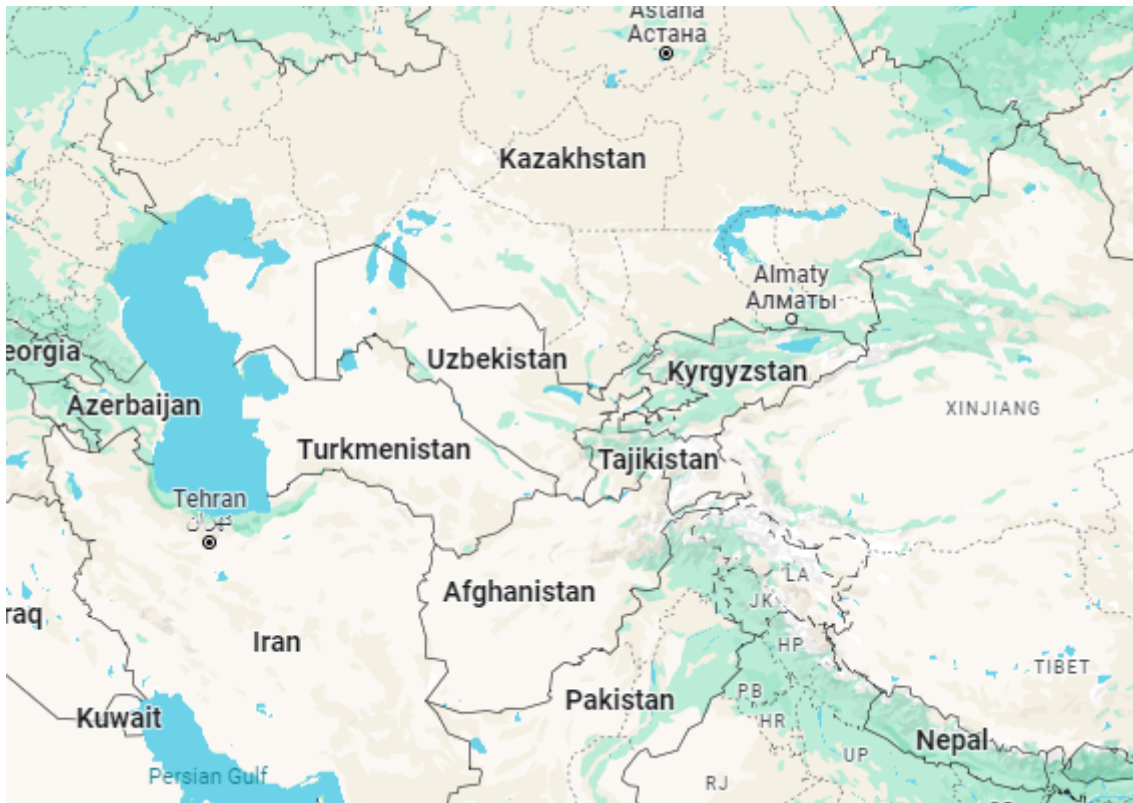 Astana
Астана
Kazakhstan
Almaty
Алматы
eorgia
Uzbekistan
Kyrgyzstan
Azerbaijan
XINJIANG
Turkmenistan
Tajikistan
Tehran
تهران
LA
Afghanistan
JK
raq
Iran
HP
TIBET
PB
Pakistan
Kuwait
HR
Nepal
UP
Persian Gulf
RJ